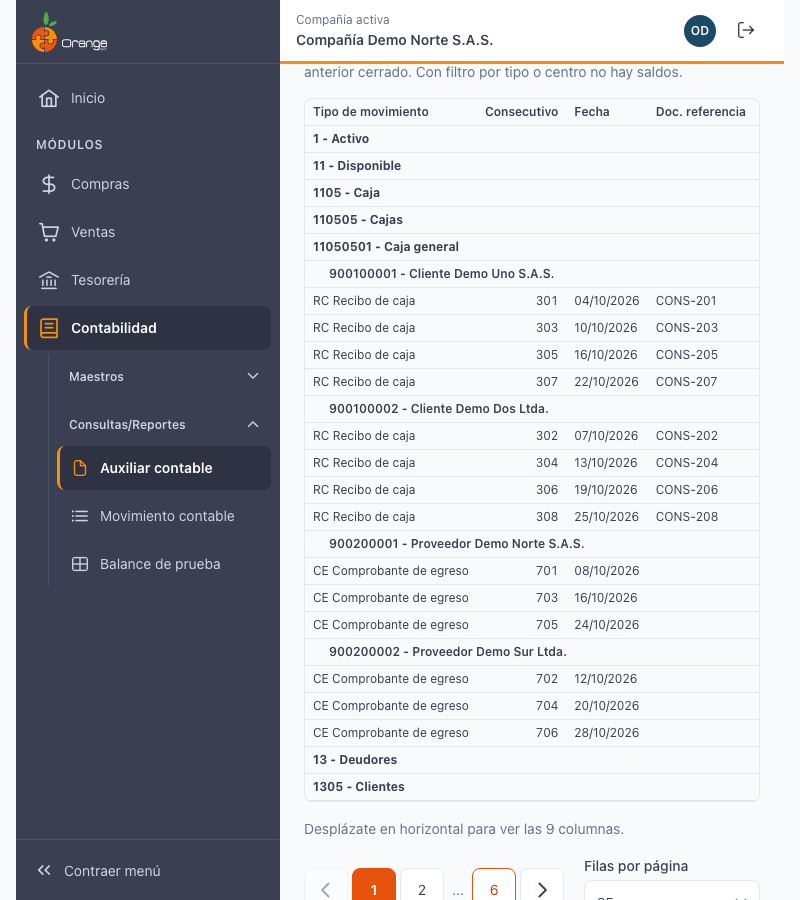 Orange
Inicio
MÓDULOS
Compras
Ventas
Tesorería
Contabilidad
Maestros
Consultas/Reportes
Auxiliar contable
Movimiento contable
Balance de prueba
Contraer menú
Compañía activa
Compañía Demo Norte S.A.S.
OD
anterior cerrado. Con filtro por tipo o centro no hay saldos.
Tipo de movimiento Consecutivo Fecha Doc. referencia
1 - Activo
11 - Disponible
1105 - Caja
110505 - Cajas
11050501 - Caja general
900100001 - Cliente Demo Uno S.A.S.
RC Recibo de caja 301 04/10/2026 CONS-201
RC Recibo de caja 303 10/10/2026 CONS-203
RC Recibo de caja 305 16/10/2026 CONS-205
RC Recibo de caja 307 22/10/2026 CONS-207
900100002 - Cliente Demo Dos Ltda.
RC Recibo de caja 302 07/10/2026 CONS-202
RC Recibo de caja 304 13/10/2026 CONS-204
RC Recibo de caja 306 19/10/2026 CONS-206
RC Recibo de caja 308 25/10/2026 CONS-208
900200001 - Proveedor Demo Norte S.A.S.
CE Comprobante de egreso 701 08/10/2026
CE Comprobante de egreso 703 16/10/2026
CE Comprobante de egreso 705 24/10/2026
900200002 - Proveedor Demo Sur Ltda.
CE Comprobante de egreso 702 12/10/2026
CE Comprobante de egreso 704 20/10/2026
CE Comprobante de egreso 706 28/10/2026
13 - Deudores
1305 - Clientes
Desplázate en horizontal para ver las 9 columnas.
Filas por página
1 2 ... 6